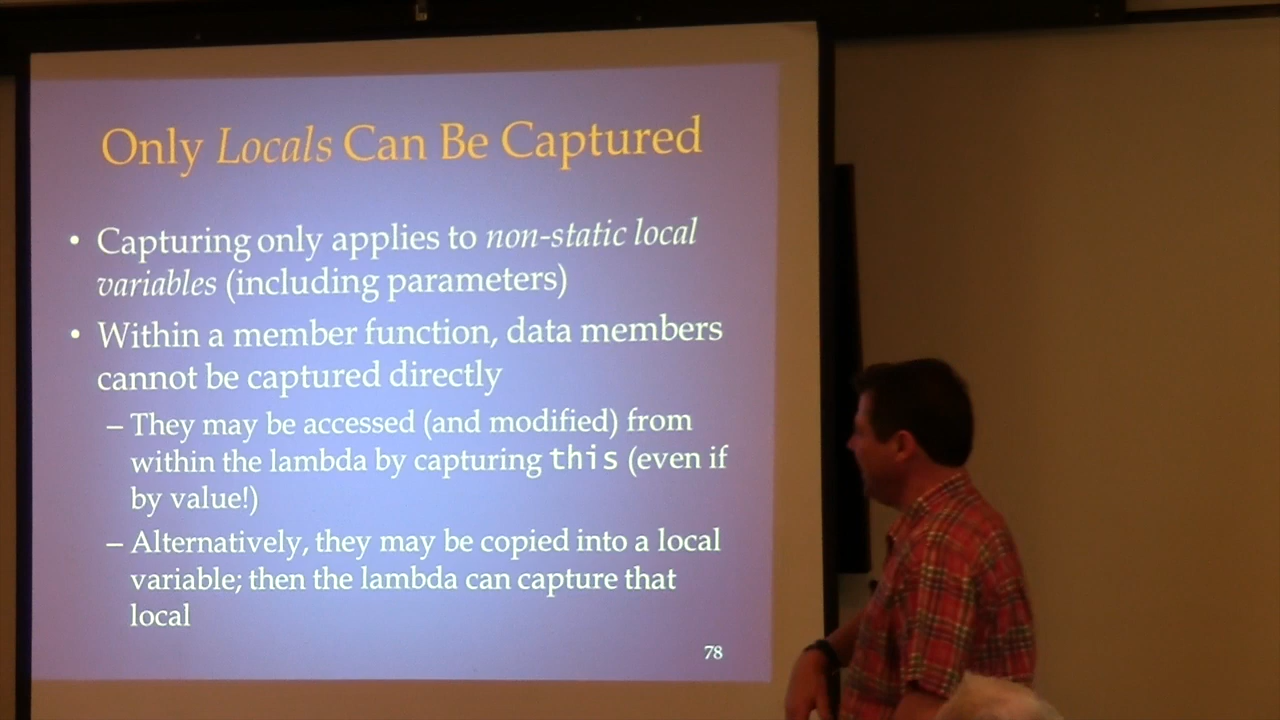 Only Locals Can Be Captured
• Capturing only applies to non-static local
variables (including parameters)
• Within a member function, data members
cannot be captured directly
– They may be accessed (and modified) from
within the lambda by capturing this (even if
by value!)
– Alternatively, they may be copied into a local
variable; then the lambda can capture that
local
78